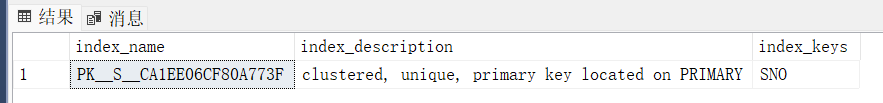 结果 消息
index_name index_description index_keys
1 PK__S__CA1EE06CF80A773F clustered, unique, primary key located on PRIMARY SNO